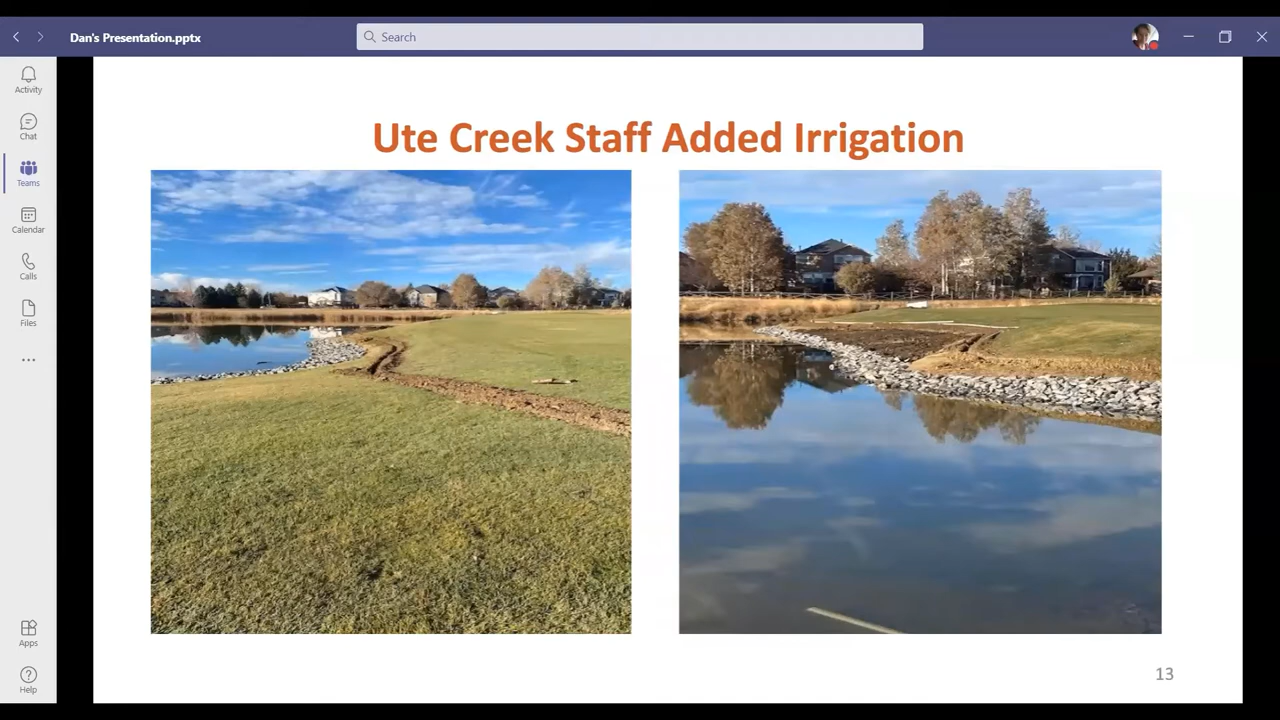 Dan's Presentation.pptx
Search
Activity
Chat
Teams
Calendar
Calls
Files
Apps
Help
Ute Creek Staff Added Irrigation
13